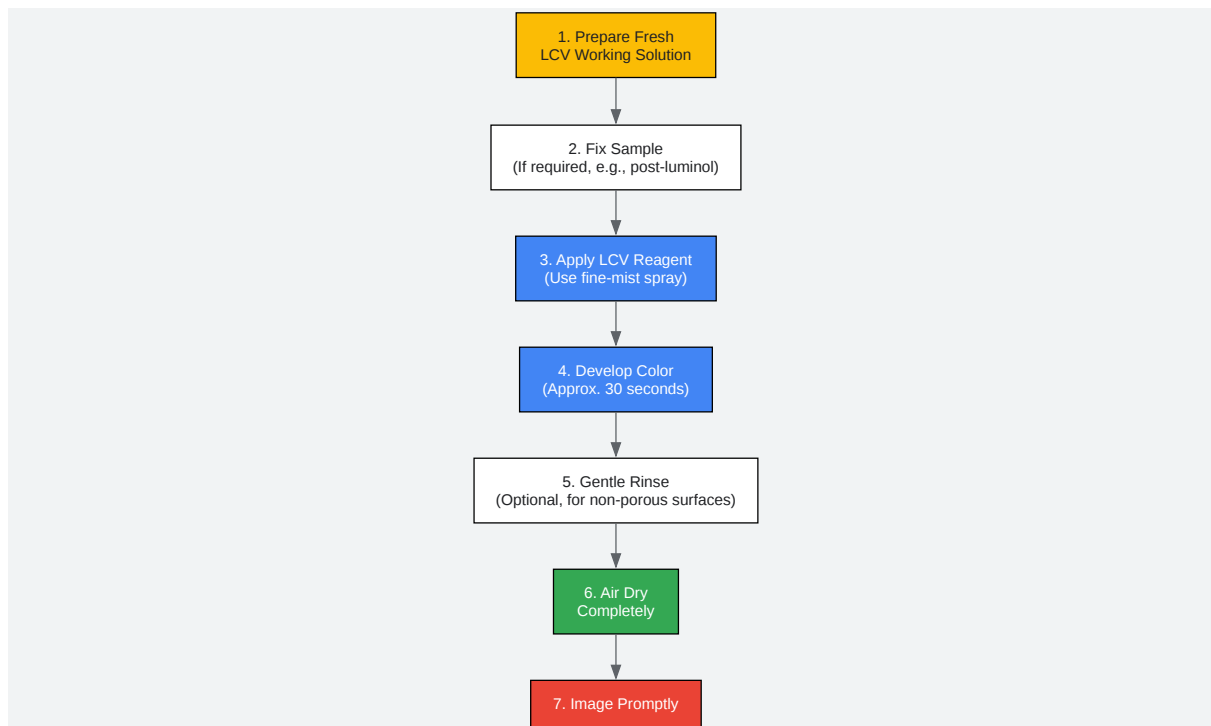 1. Prepare Fresh
LCV Working Solution
2. Fix Sample
(If required, e.g., post-luminol)
3. Apply LCV Reagent
(Use fine-mist spray)
4. Develop Color
(Approx. 30 seconds)
5. Gentle Rinse
(Optional, for non-porous surfaces)
6. Air Dry
Completely
7. Image Promptly